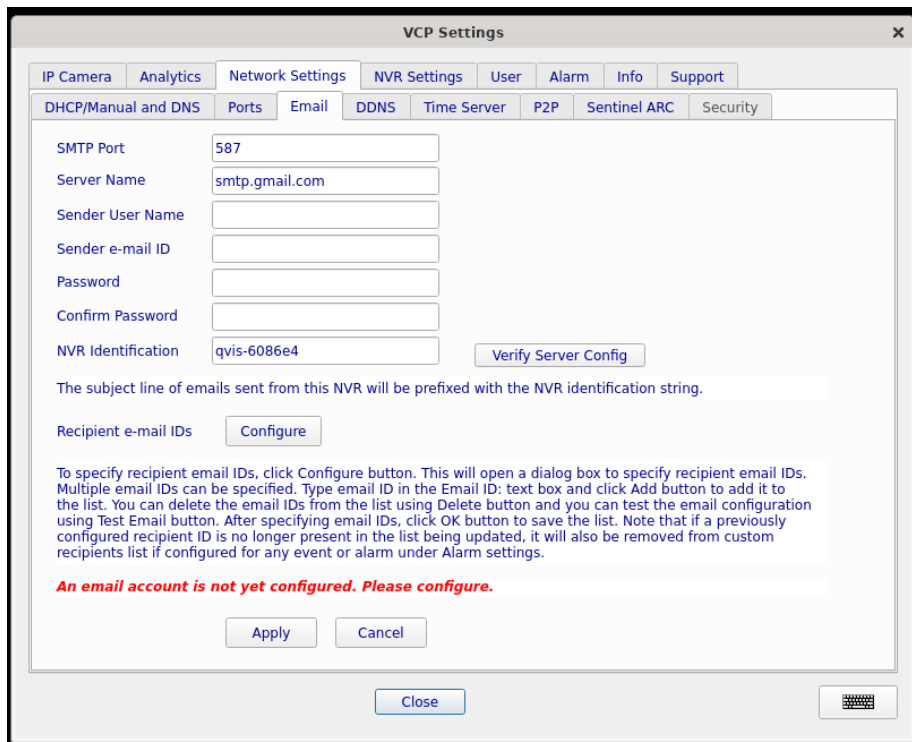 VCP Settings
IP Camera Analytics Network Settings NVR Settings User Alarm Info Support
DHCP/Manual and DNS Ports Email DDNS Time Server P2P Sentinel ARC Security
SMTP Port 587
Server Name smtp.gmail.com
Sender User Name
Sender e-mail ID
Password
Confirm Password
NVR Identification qvis-6086e4 Verify Server Config
The subject line of emails sent from this NVR will be prefixed with the NVR identification string.
Recipient e-mail IDs Configure
To specify recipient email IDs, click Configure button. This will open a dialog box to specify recipient email IDs.
Multiple email IDs can be specified. Type email ID in the Email ID: text box and click Add button to add it to
the list. You can delete the email IDs from the list using Delete button and you can test the email configuration
using Test Email button. After specifying email IDs, click OK button to save the list. Note that if a previously
configured recipient ID is no longer present in the list being updated, it will also be removed from custom
recipients list if configured for any event or alarm under Alarm settings.
An email account is not yet configured. Please configure.
Apply Cancel
Close